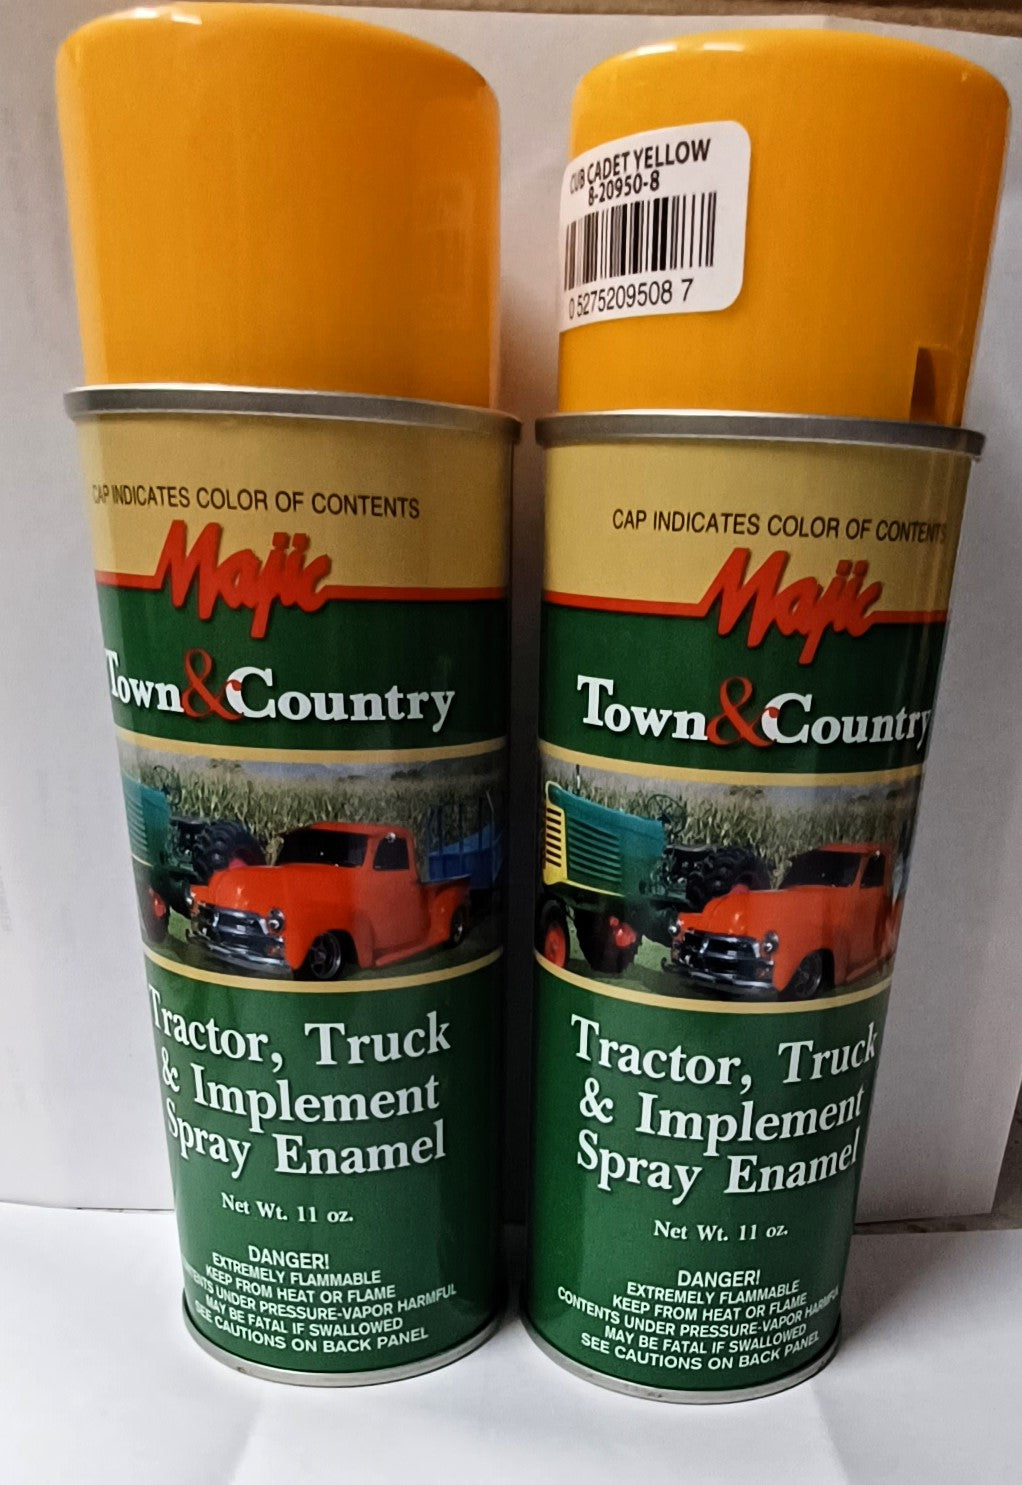 CUB CADET YELLOW
8-20950-8
0 5275209508 7
CAP INDICATES COLOR OF CONTENTS
Majic
Town&Country
Tractor, Truck
& Implement
Spray Enamel
Net Wt. 11 oz.
DANGER!
EXTREMELY FLAMMABLE
KEEP FROM HEAT OR FLAME
CONTENTS UNDER PRESSURE-VAPOR HARMFUL
MAY BE FATAL IF SWALLOWED
SEE CAUTIONS ON BACK PANEL
CAP INDICATES COLOR OF CONTENTS
Majic
Town&Country
Tractor, Truck
& Implement
Spray Enamel
Net Wt. 11 oz.
DANGER!
EXTREMELY FLAMMABLE
KEEP FROM HEAT OR FLAME
CONTENTS UNDER PRESSURE-VAPOR HARMFUL
MAY BE FATAL IF SWALLOWED
SEE CAUTIONS ON BACK PANEL